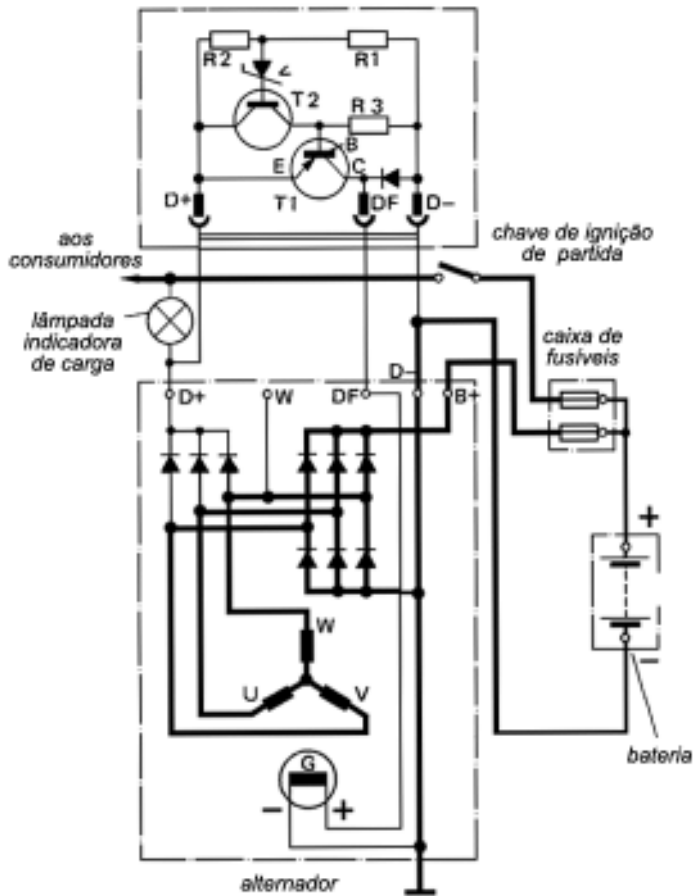 R2
R1
T2
R3
B
E
C
T1
D+
DF
D-
aos
consumidores
chave de ignição
de partida
lâmpada
indicadora
de carga
caixa de
fusíveis
D-
D+
W
DF
B+
+
-
W
U
V
G
-
+
bateria
alternador